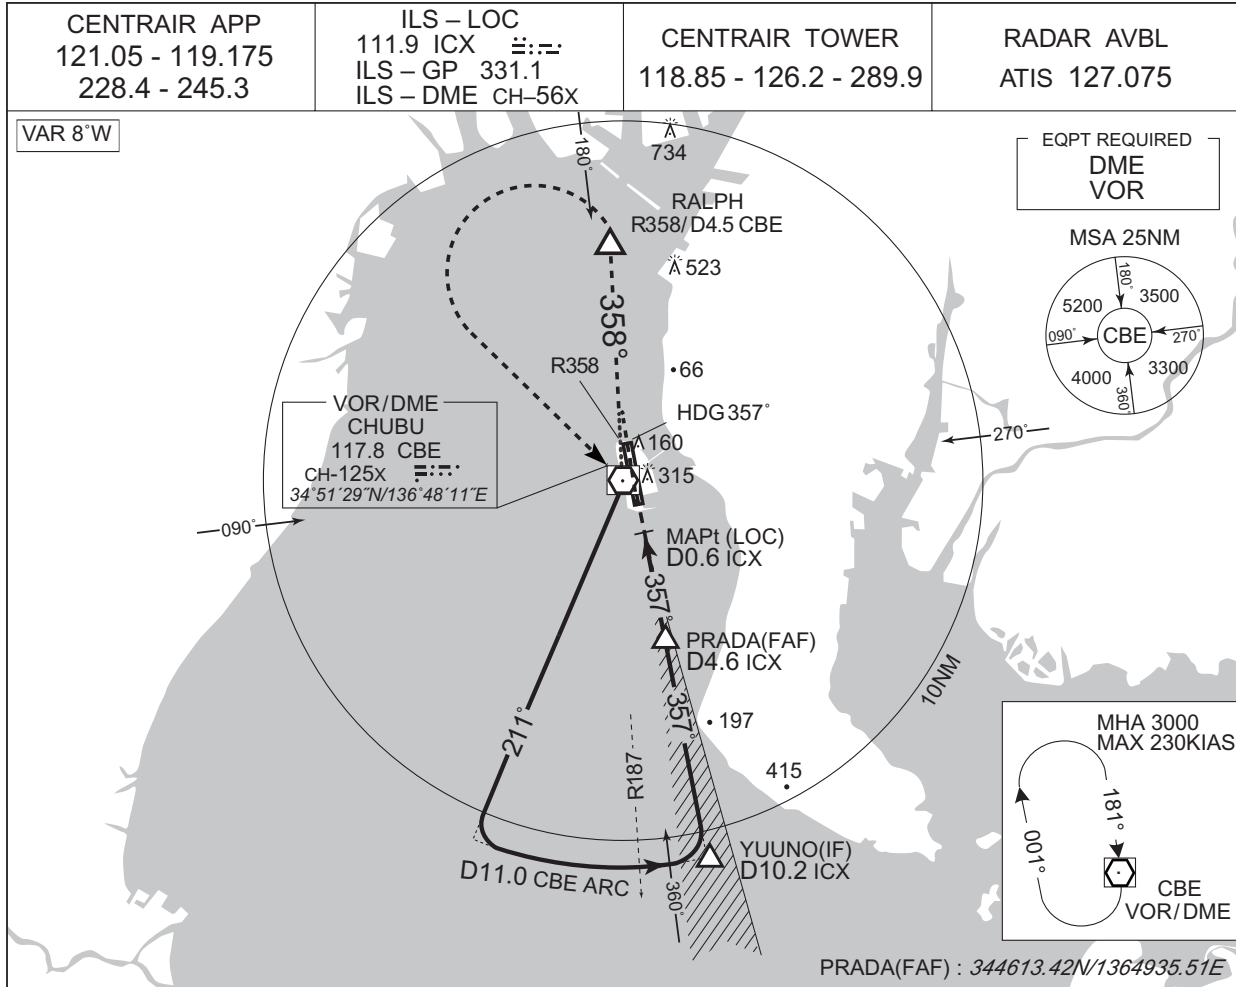 CENTRAIR APP
121.05 - 119.175
228.4 - 245.3
ILS – LOC
111.9 ICX
ILS – GP 331.1
ILS – DME CH–56X
CENTRAIR TOWER
118.85 - 126.2 - 289.9
RADAR AVBL
ATIS 127.075
VAR 8°W
180°
734
EQPT REQUIRED
DME
VOR
RALPH
R358/D4.5 CBE
523
MSA 25NM
180°
5200
3500
090°
CBE
270°
4000
3300
360°
358°
R358
66
HDG 357°
VOR/DME
CHUBU
117.8 CBE
CH-125X
34°51´29˝N/136°48´11˝E
160
315
270°
090°
MAPt (LOC)
D0.6 ICX
357°
PRADA(FAF)
D4.6 ICX
10NM
357°
197
211°
R187
415
MHA 3000
MAX 230KIAS
181°
001°
CBE
VOR/DME
YUUNO(IF)
D10.2 ICX
D11.0 CBE ARC
360°
PRADA(FAF) : 344613.42N/1364935.51E